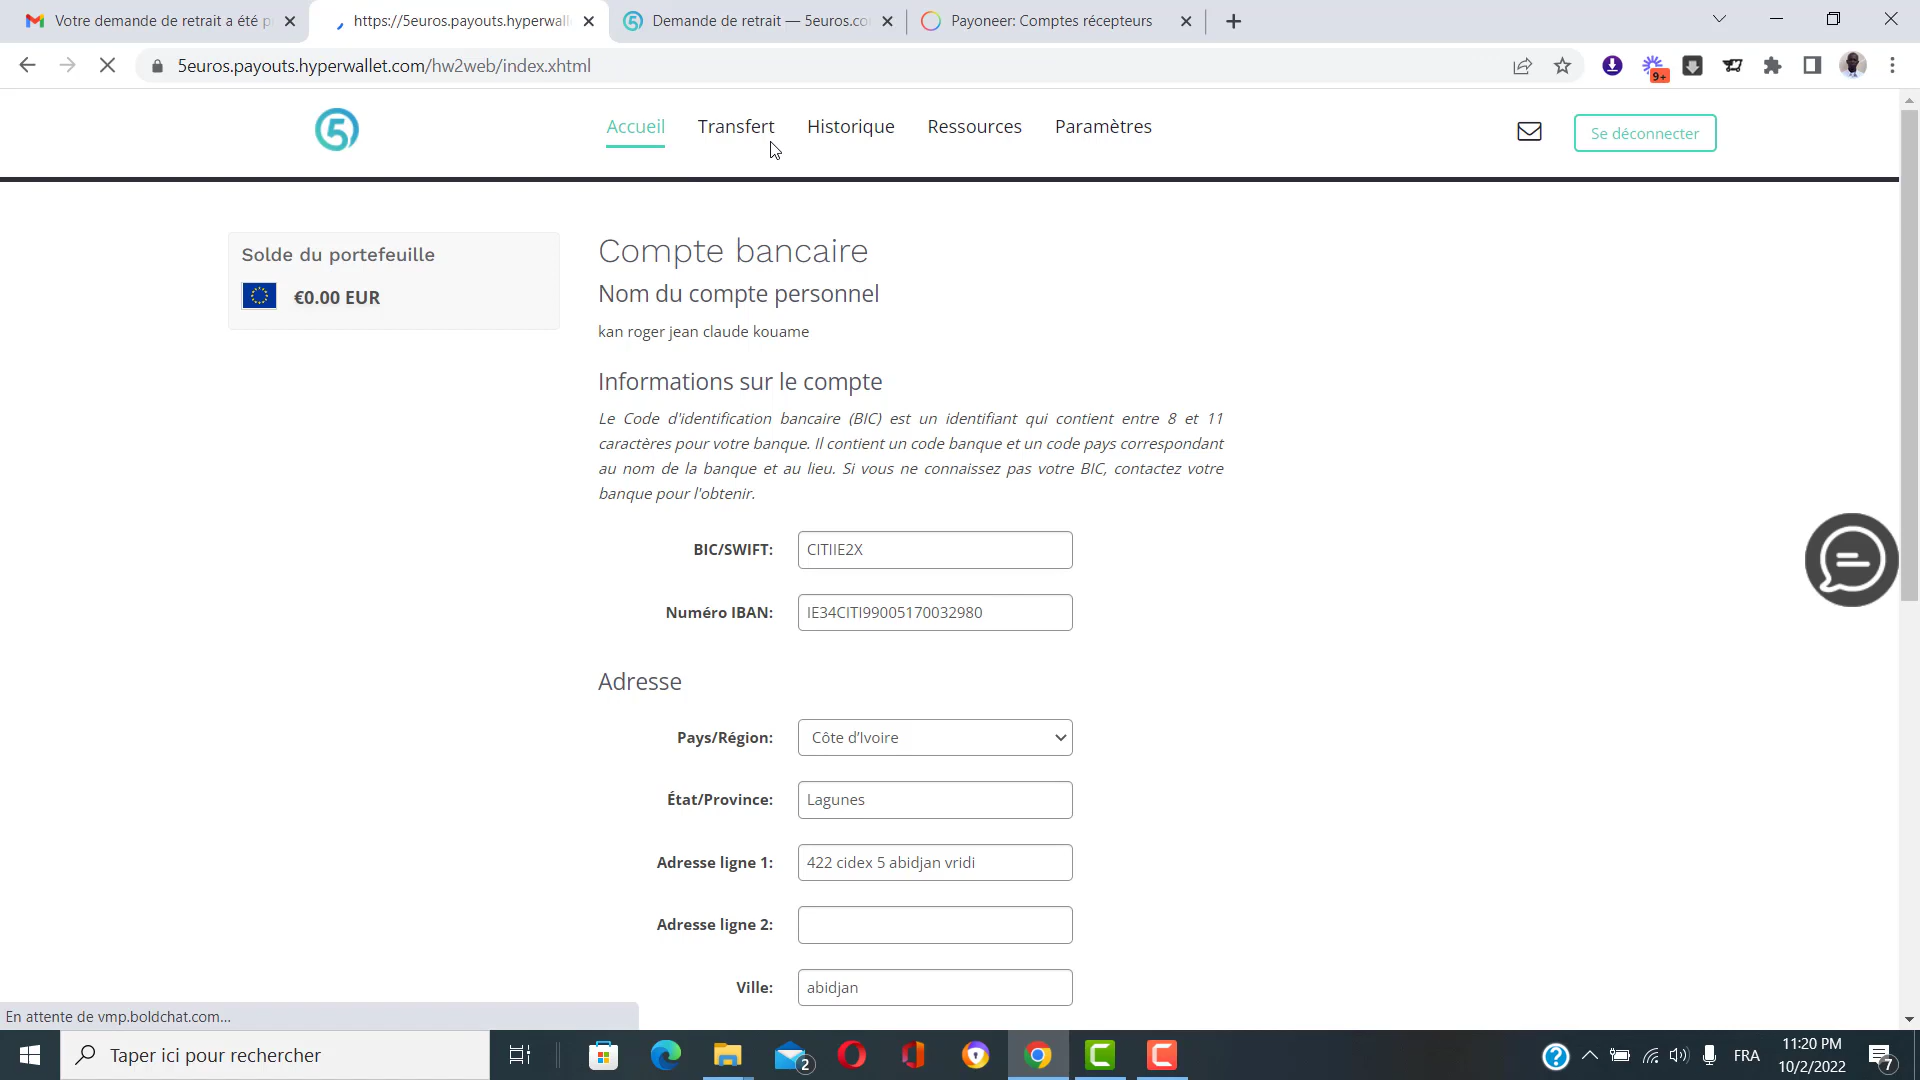 Votre demande de retrait a été p
https://5euros.payouts.hyperwall
Demande de retrait — 5euros.co
Payoneer: Comptes récepteurs
5euros.payouts.hyperwallet.com/hw2web/index.xhtml
9+
5
Accueil
Transfert
Historique
Ressources
Paramètres
Se déconnecter
Solde du portefeuille
€0.00 EUR
Compte bancaire
Nom du compte personnel
kan roger jean claude kouame
Informations sur le compte
Le Code d'identification bancaire (BIC) est un identifiant qui contient entre 8 et 11
caractères pour votre banque. Il contient un code banque et un code pays correspondant
au nom de la banque et au lieu. Si vous ne connaissez pas votre BIC, contactez votre
banque pour l'obtenir.
BIC/SWIFT:
CITIIE2X
Numéro IBAN:
IE34CITI99005170032980
Adresse
Pays/Région:
Côte d'Ivoire
État/Province:
Lagunes
Adresse ligne 1:
422 cidex 5 abidjan vridi
Adresse ligne 2:
Ville:
abidjan
En attente de vmp.boldchat.com...
Taper ici pour rechercher
2
FRA
11:20 PM
10/2/2022
7